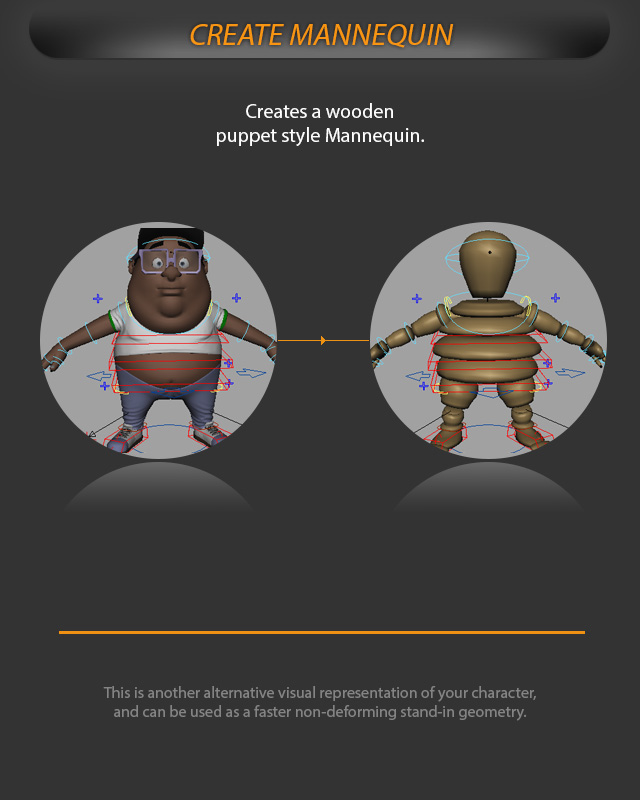 CREATE MANNEQUIN
Creates a wooden
puppet style Mannequin.
This is another alternative visual representation of your character,
and can be used as a faster non-deforming stand-in geometry.